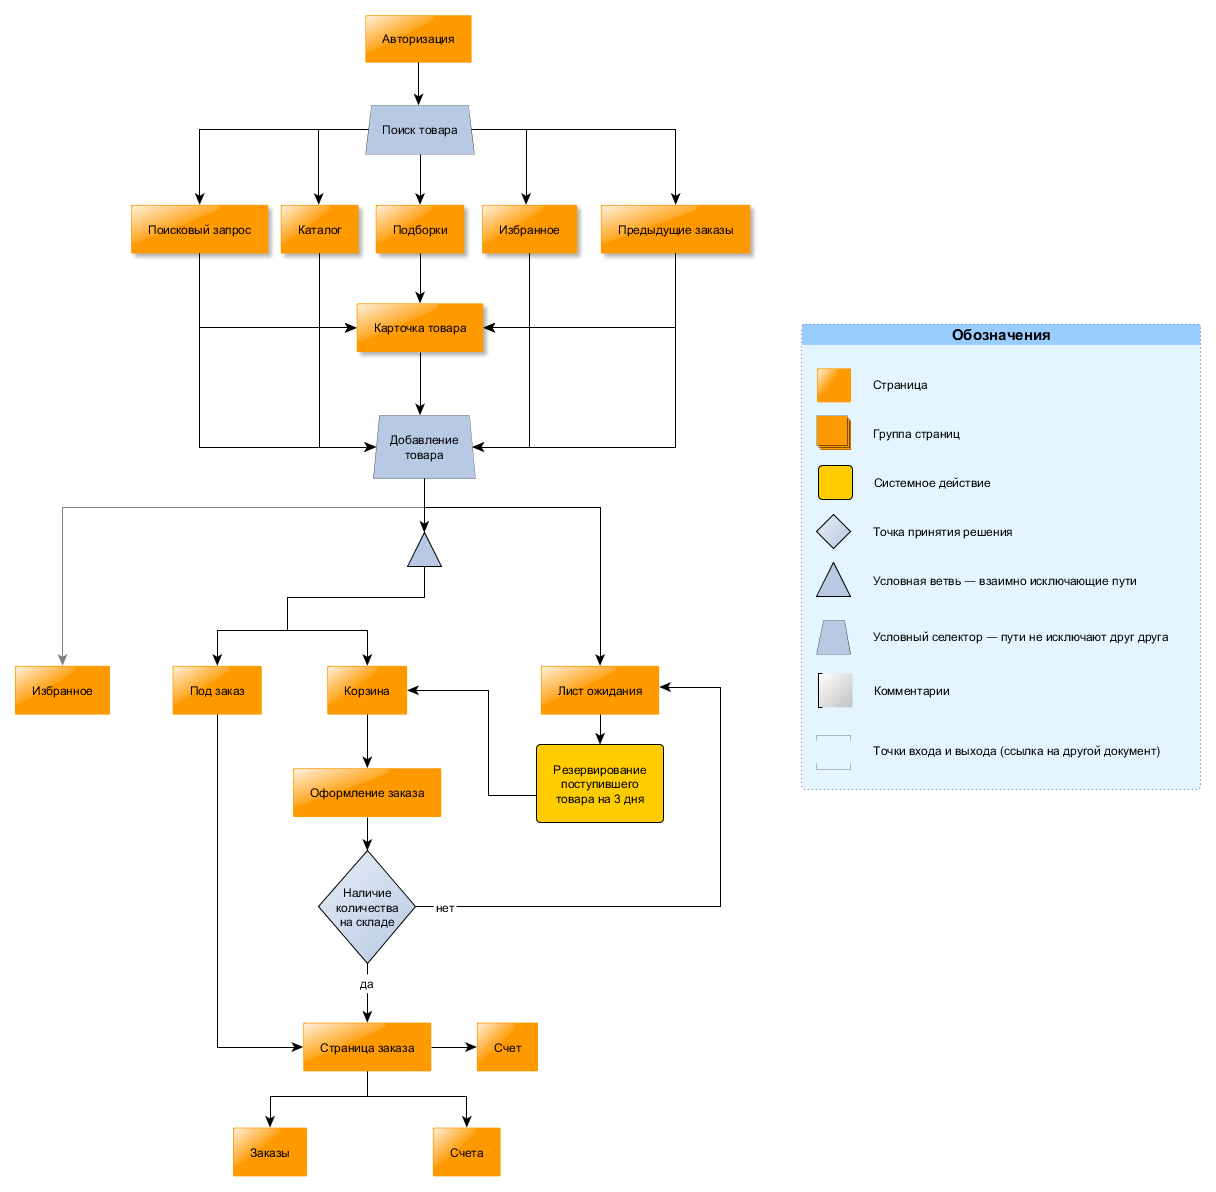 Авторизация
Поиск товара
Поисковый запрос
Каталог
Подборки
Избранное
Предыдущие заказы
Карточка товара
Добавление
товара
Избранное
Под заказ
Корзина
Лист ожидания
Резервирование
поступившего
товара на 3 дня
Оформление заказа
Наличие
количества
на складе
нет
да
Страница заказа
Счет
Заказы
Счета
Обозначения
Страница
Группа страниц
Системное действие
Точка принятия решения
Условная ветвь — взаимно исключающие пути
Условный селектор — пути не исключают друг друга
Комментарии
Точки входа и выхода (ссылка на другой документ)